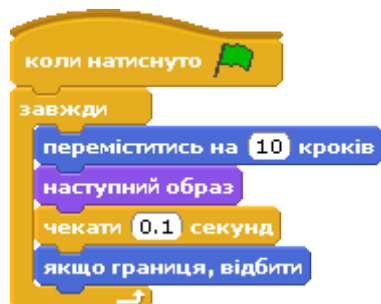 коли натиснуто
завжди
переміститись на 10 кроків
наступний образ
чекати 0.1 секунд
якщо границя, відбити